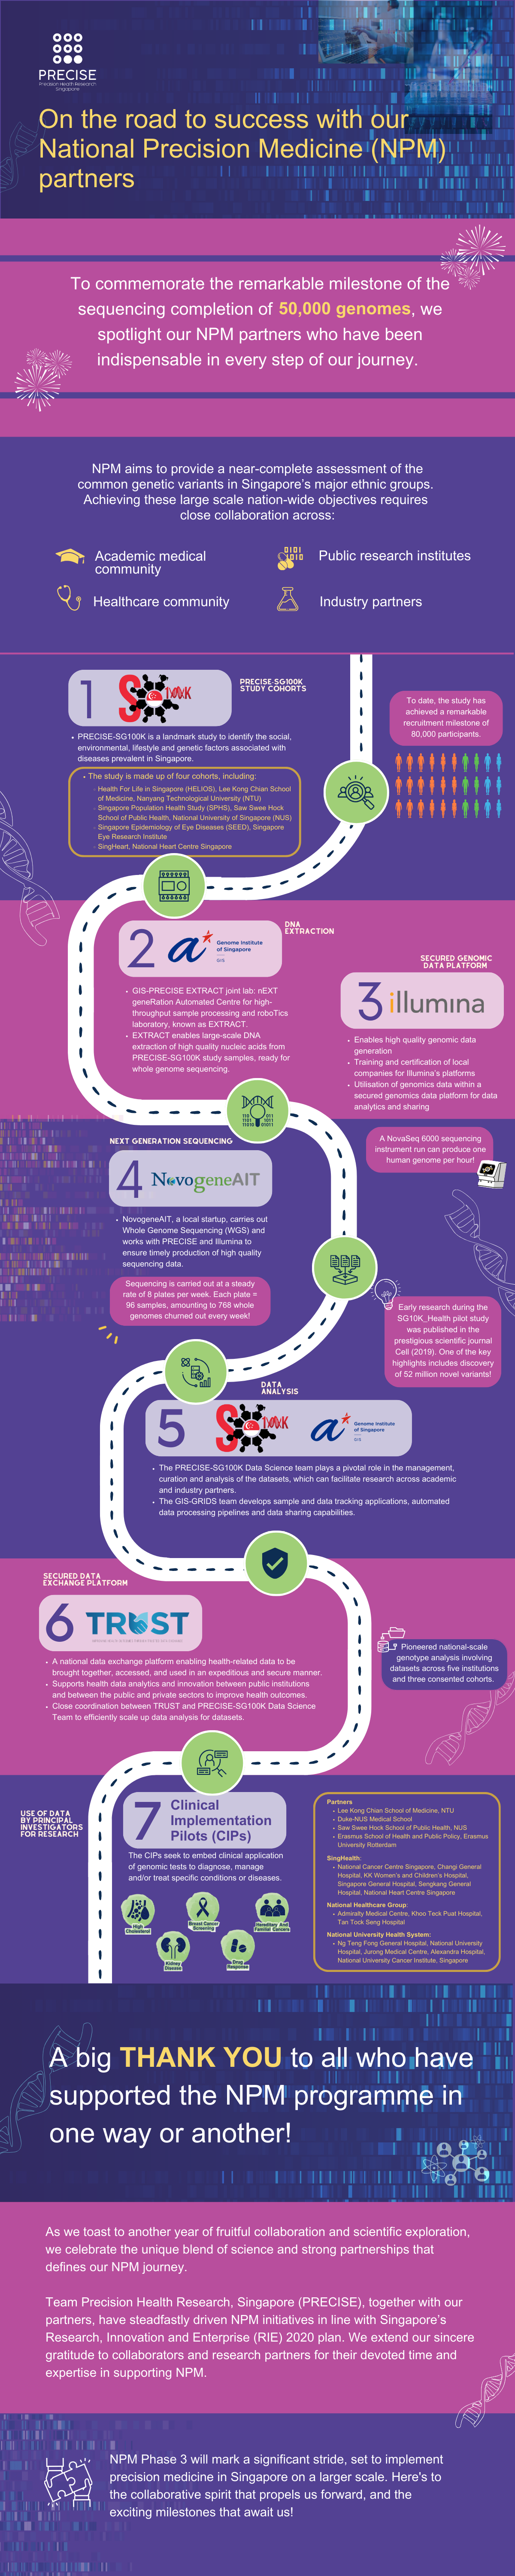 PRECISE
Precision Health Research
Singapore
On the road to success with our
National Precision Medicine (NPM)
partners
To commemorate the remarkable milestone of the
sequencing completion of 50,000 genomes, we
spotlight our NPM partners who have been
indispensable in every step of our journey.
NPM aims to provide a near-complete assessment of the
common genetic variants in Singapore's major ethnic groups.
Achieving these large scale nation-wide objectives requires
close collaboration across:
Academic medical
community
Public research institutes
Healthcare community
Industry partners
1
PRECISE-SG100K
STUDY COHORTS
• PRECISE-SG100K is a landmark study to identify the social,
environmental, lifestyle and genetic factors associated with
diseases prevalent in Singapore.
• The study is made up of four cohorts, including:
- Health For Life in Singapore (HELIOS), Lee Kong Chian School
of Medicine, Nanyang Technological University (NTU)
- Singapore Population Health Study (SPHS), Saw Swee Hock
School of Public Health, National University of Singapore (NUS)
- Singapore Epidemiology of Eye Diseases (SEED), Singapore
Eye Research Institute
- SingHeart, National Heart Centre Singapore
To date, the study has
achieved a remarkable
recruitment milestone of
80,000 participants.
2
Genome Institute
of Singapore
GIS
DNA
EXTRACTION
• GIS-PRECISE EXTRACT joint lab: nEXT
geneRation Automated Centre for high-
throughput sample processing and roboTics
laboratory, known as EXTRACT.
• EXTRACT enables large-scale DNA
extraction of high quality nucleic acids from
PRECISE-SG100K study samples, ready for
whole genome sequencing.
SECURED GENOMIC
DATA PLATFORM
3 illumina
• Enables high quality genomic data
generation
• Training and certification of local
companies for Illumina's platforms
• Utilisation of genomics data within a
secured genomics data platform for data
analytics and sharing
A NovaSeq 6000 sequencing
instrument run can produce one
human genome per hour!
NEXT GENERATION SEQUENCING
4 NovogeneAIT
• NovogeneAIT, a local startup, carries out
Whole Genome Sequencing (WGS) and
works with PRECISE and Illumina to
ensure timely production of high quality
sequencing data.
Sequencing is carried out at a steady
rate of 8 plates per week. Each plate =
96 samples, amounting to 768 whole
genomes churned out every week!
Early research during the
SG10K_Health pilot study
was published in the
prestigious scientific journal
Cell (2019). One of the key
highlights includes discovery
of 52 million novel variants!
DATA
ANALYSIS
5
Genome Institute
of Singapore
GIS
• The PRECISE-SG100K Data Science team plays a pivotal role in the management,
curation and analysis of the datasets, which can facilitate research across academic
and industry partners.
• The GIS-GRIDS team develops sample and data tracking applications, automated
data processing pipelines and data sharing capabilities.
SECURED DATA
EXCHANGE PLATFORM
6 TRUST
• A national data exchange platform enabling health-related data to be
brought together, accessed, and used in an expeditious and secure manner.
• Supports health data analytics and innovation between public institutions
and between the public and private sectors to improve health outcomes.
• Close coordination between TRUST and PRECISE-SG100K Data Science
Team to efficiently scale up data analysis for datasets.
Pioneered national-scale
genotype analysis involving
datasets across five institutions
and three consented cohorts.
USE OF DATA
BY PRINCIPAL
INVESTIGATORS
FOR RESEARCH
7 Clinical
Implementation
Pilots (CIPs)
The CIPs seek to embed clinical application
of genomic tests to diagnose, manage
and/or treat specific conditions or diseases.
High
Cholesterol
Breast Cancer
Screening
Hereditary And
Familial Cancers
Kidney
Disease
Drug
Response
Partners
• Lee Kong Chian School of Medicine, NTU
• Duke-NUS Medical School
• Saw Swee Hock School of Public Health, NUS
• Erasmus School of Health and Public Policy, Erasmus
University Rotterdam
SingHealth:
• National Cancer Centre Singapore, Changi General
Hospital, KK Women's and Children's Hospital,
Singapore General Hospital, Sengkang General
Hospital, National Heart Centre Singapore
National Healthcare Group:
• Admiralty Medical Centre, Khoo Teck Puat Hospital,
Tan Tock Seng Hospital
National University Health System:
• Ng Teng Fong General Hospital, National University
Hospital, Jurong Medical Centre, Alexandra Hospital,
National University Cancer Institute, Singapore
A big THANK YOU to all who have
supported the NPM programme in
one way or another!
As we toast to another year of fruitful collaboration and scientific exploration,
we celebrate the unique blend of science and strong partnerships that
defines our NPM journey.
Team Precision Health Research, Singapore (PRECISE), together with our
partners, have steadfastly driven NPM initiatives in line with Singapore's
Research, Innovation and Enterprise (RIE) 2020 plan. We extend our sincere
gratitude to collaborators and research partners for their devoted time and
expertise in supporting NPM.
NPM Phase 3 will mark a significant stride, set to implement
precision medicine in Singapore on a larger scale. Here's to
the collaborative spirit that propels us forward, and the
exciting milestones that await us!